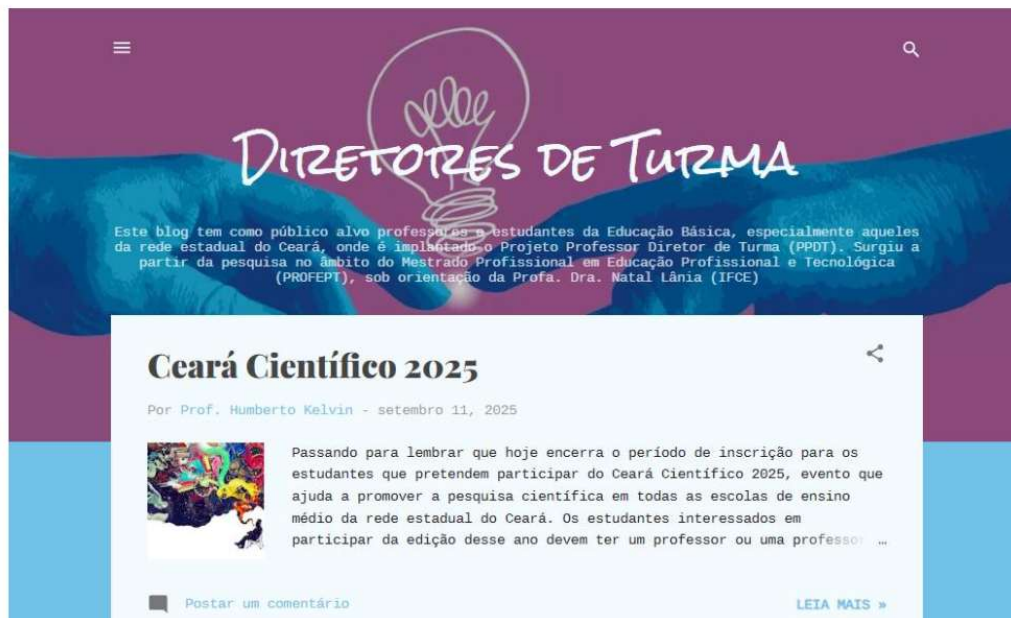 DIRETORES DE TURMA
Este blog tem como público alvo professores e estudantes da Educação Básica, especialmente aqueles
da rede estadual do Ceará, onde é implantado o Projeto Professor Diretor de Turma (PPDT). Surgiu a
partir da pesquisa no âmbito do Mestrado Profissional em Educação Profissional e Tecnológica
(PROFEPT), sob orientação da Profa. Dra. Natal Lânia (IFCE)
Ceará Científico 2025
Por Prof. Humberto Kelvin - setembro 11, 2025
Passando para lembrar que hoje encerra o período de inscrição para os
estudantes que pretendem participar do Ceará Científico 2025, evento que
ajuda a promover a pesquisa científica em todas as escolas de ensino
médio da rede estadual do Ceará. Os estudantes interessados em
participar da edição desse ano devem ter um professor ou uma professor …
Postar um comentário
LEIA MAIS »